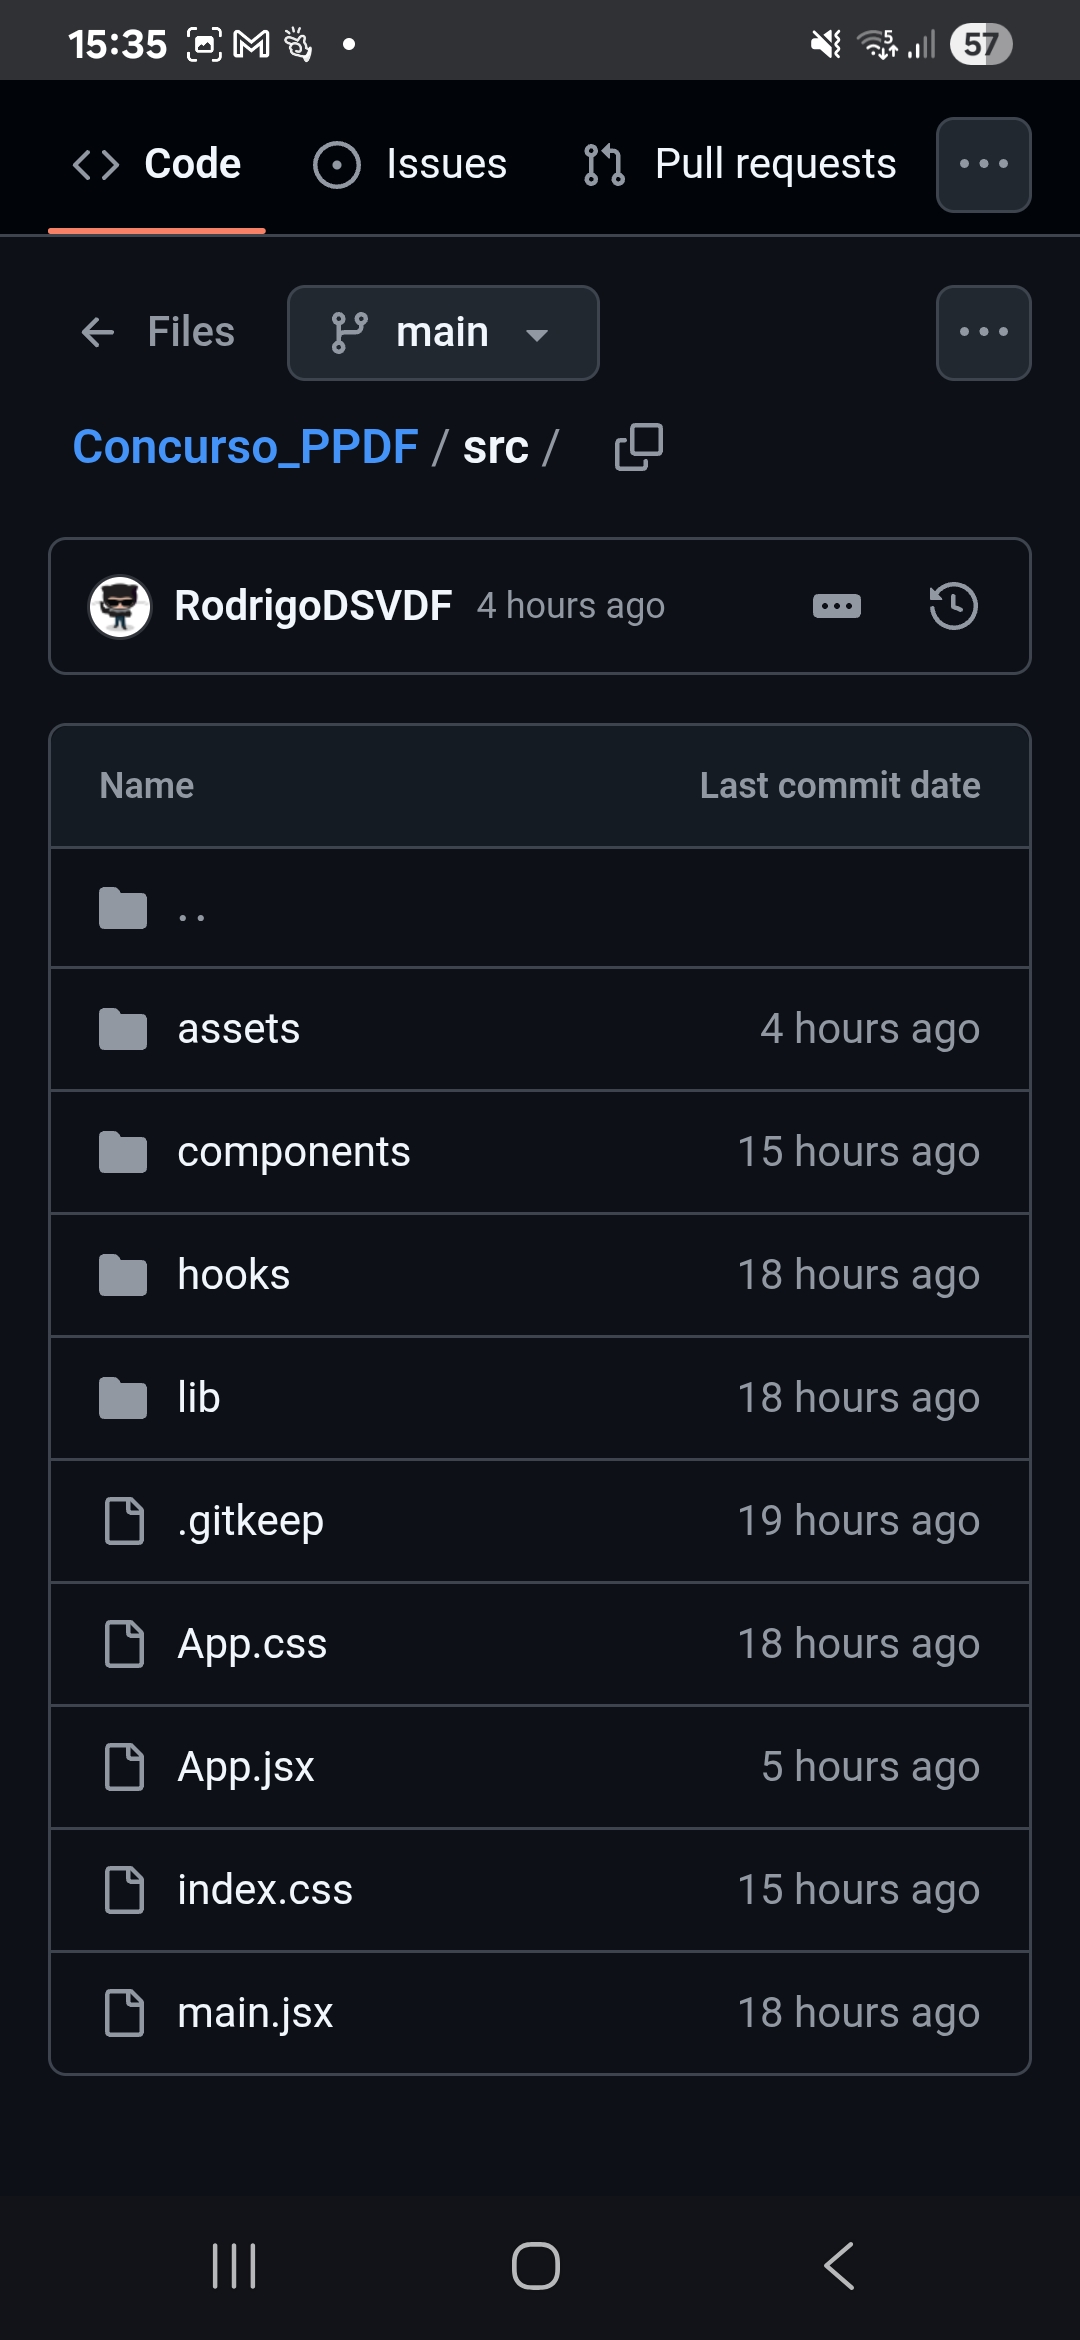 15:35 5 57
Code Issues Pull requests
Files main
Concurso_PPDF / src /
RodrigoDSVDF 4 hours ago
Name Last commit date
..
assets 4 hours ago
components 15 hours ago
hooks 18 hours ago
lib 18 hours ago
.gitkeep 19 hours ago
App.css 18 hours ago
App.jsx 5 hours ago
index.css 15 hours ago
main.jsx 18 hours ago